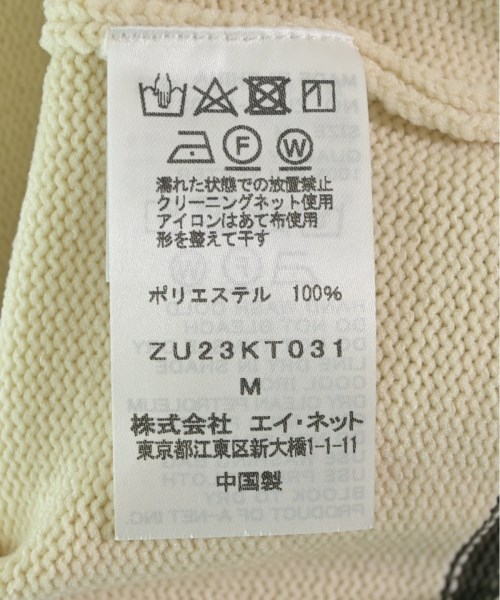 F W
濡れた状態での放置禁止
クリーニングネット使用
アイロンはあて布使用
形を整えて干す
ポリエステル 100%
ZU23KT031
M
株式会社 エイ・ネット
東京都江東区新大橋1-1-11
中国製